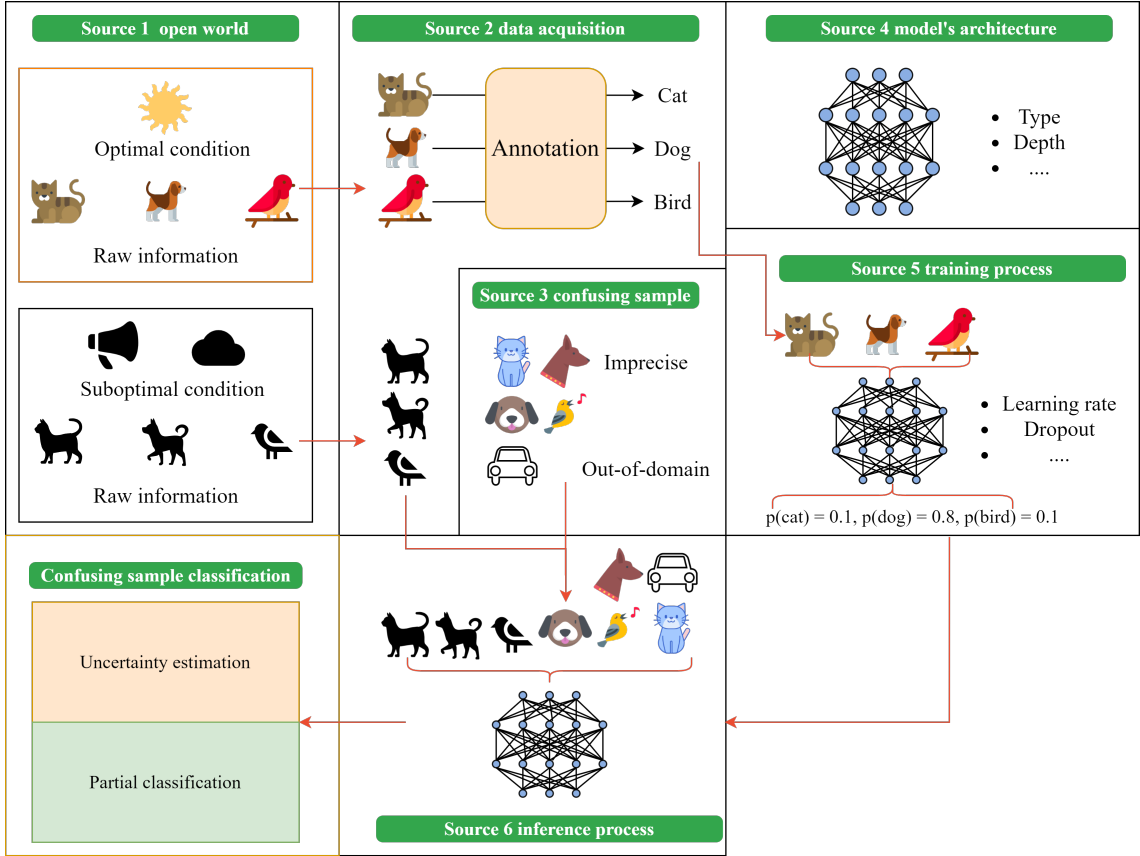 Source 1 open world
Optimal condition
Raw information
Suboptimal condition
Raw information
Source 2 data acquisition
Annotation
Cat
Dog
Bird
Source 3 confusing sample
Imprecise
Out-of-domain
Source 4 model's architecture
• Type
• Depth
• ....
Source 5 training process
• Learning rate
• Dropout
• ....
p(cat) = 0.1, p(dog) = 0.8, p(bird) = 0.1
Confusing sample classification
Uncertainty estimation
Partial classification
Source 6 inference process